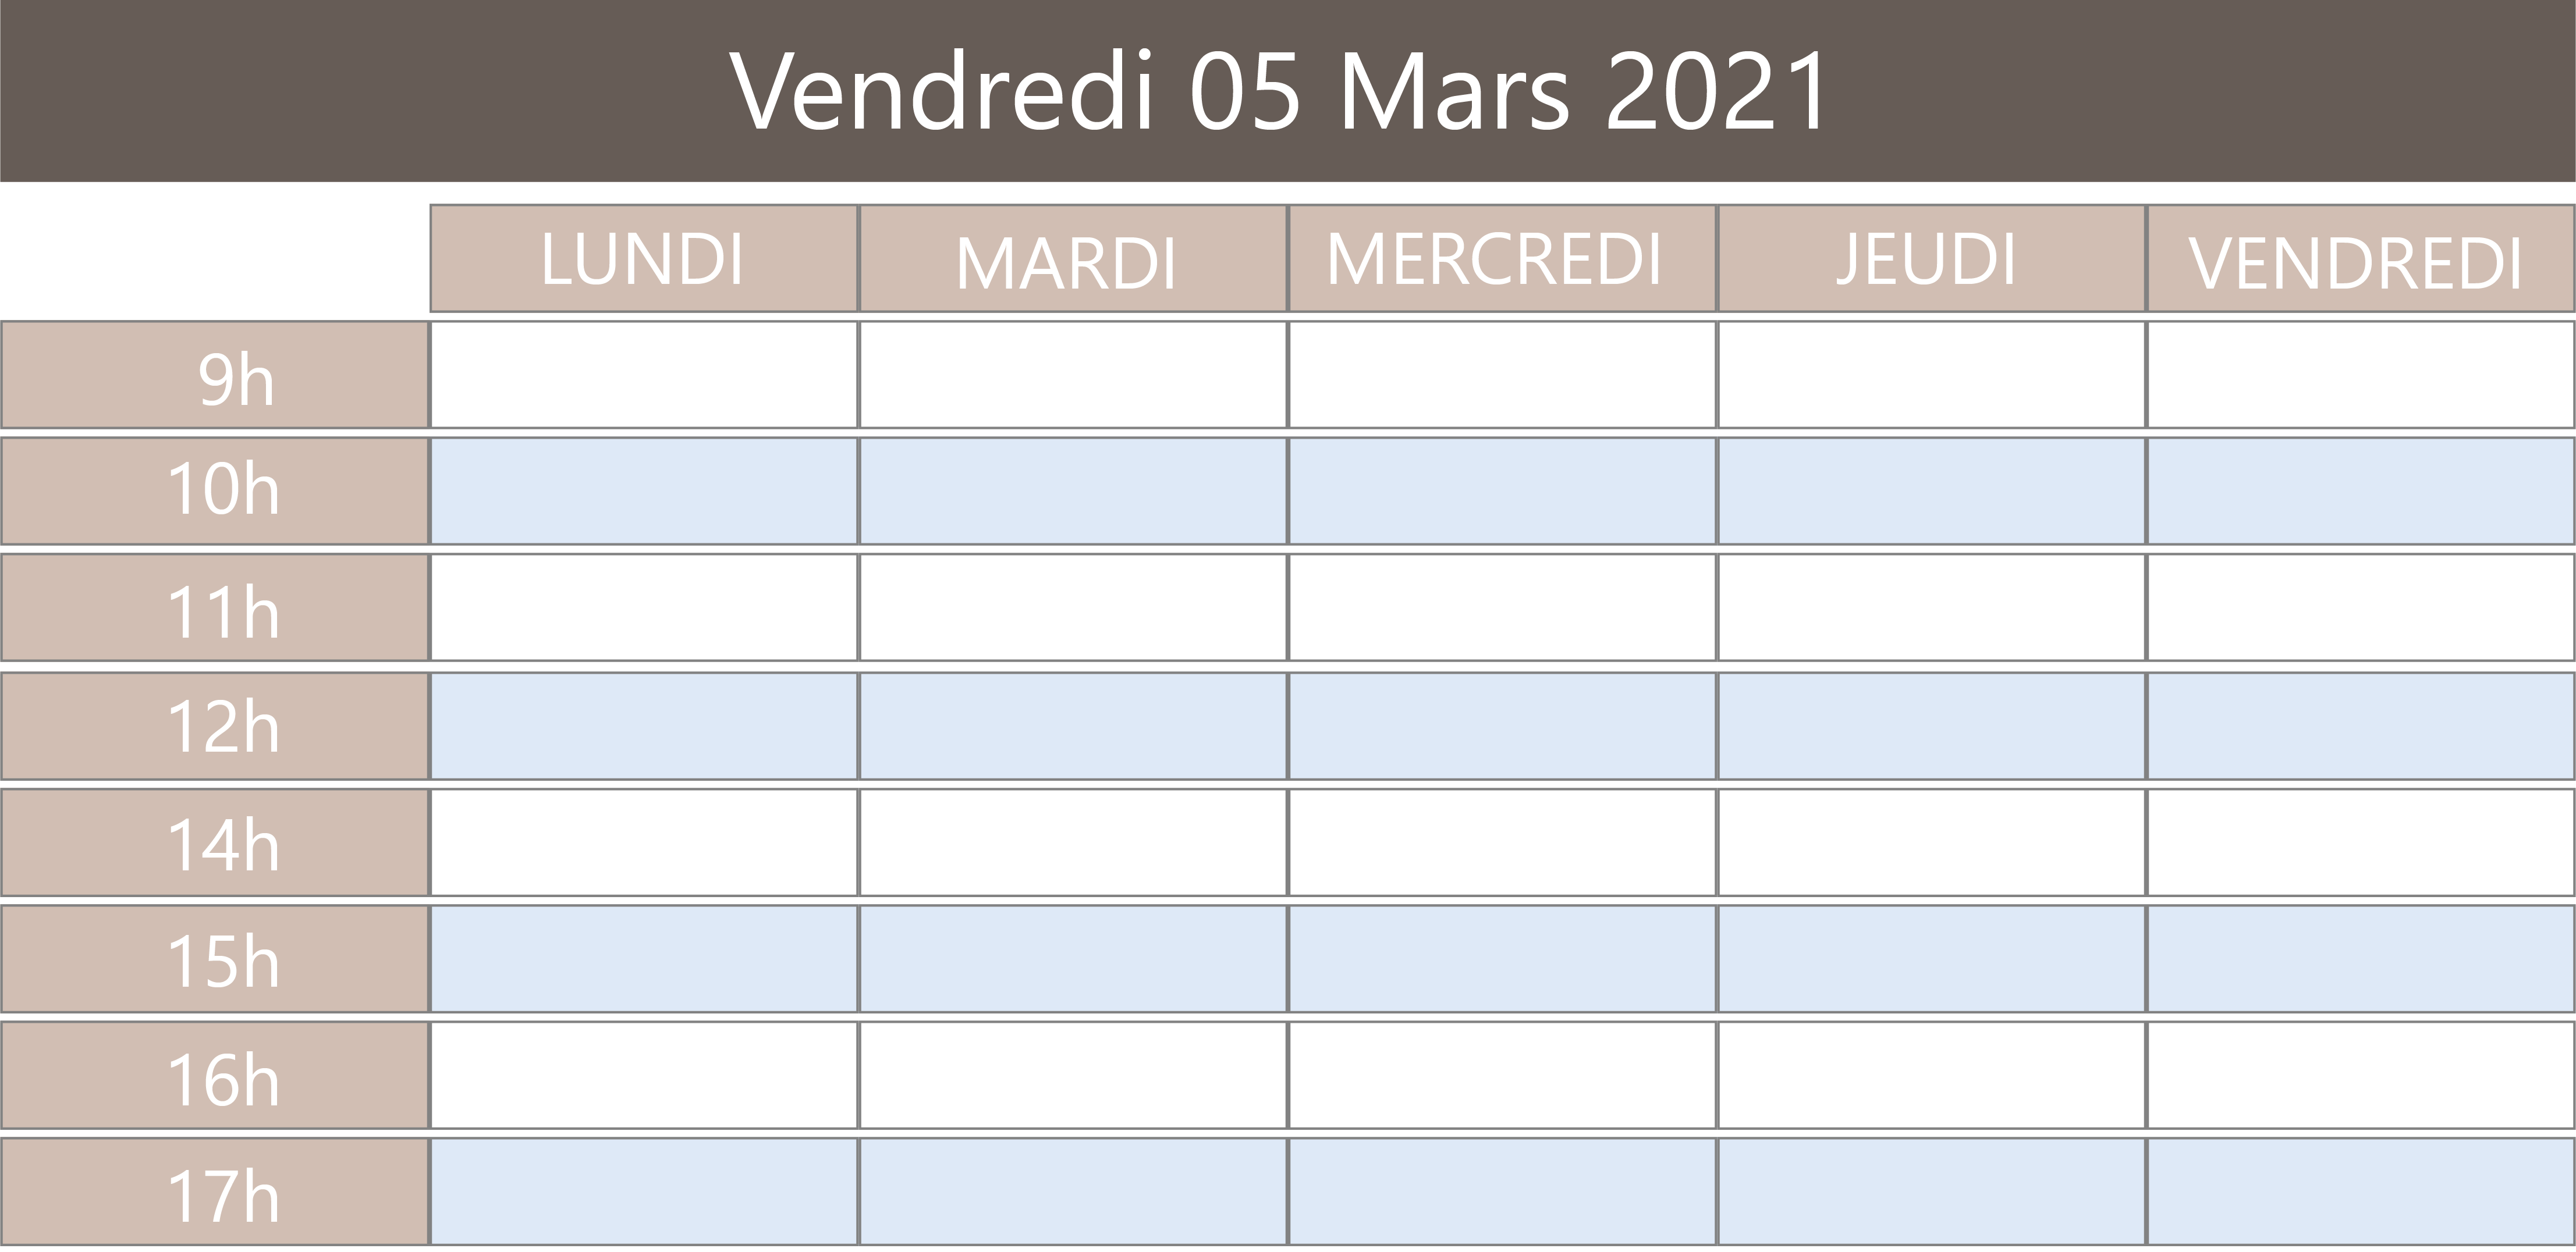 Vendredi 05 Mars 2021
LUNDI MARDI MERCREDI JEUDI VENDREDI
9h
10h
11h
12h
14h
15h
16h
17h